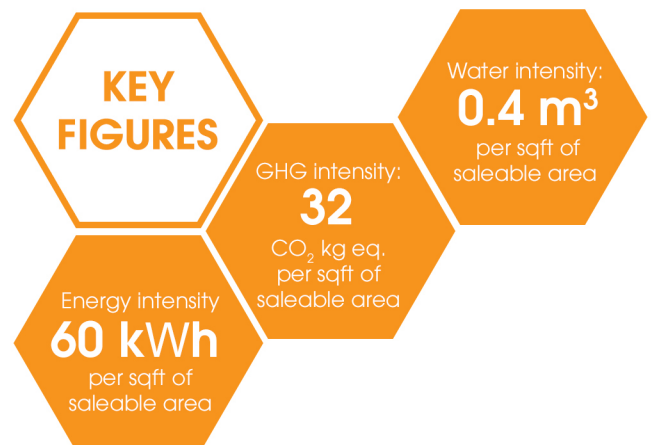 KEY
FIGURES
Water intensity:
0.4 m³
per sqft of
saleable area
GHG intensity:
32
CO₂ kg eq.
per sqft of
saleable area
Energy intensity
60 kWh
per sqft of
saleable area